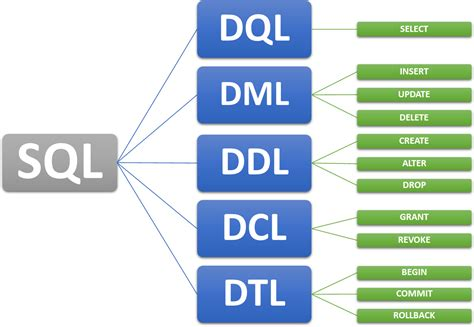 SQL
DQL
SELECT
DML
INSERT
UPDATE
DELETE
DDL
CREATE
ALTER
DROP
DCL
GRANT
REVOKE
DTL
BEGIN
COMMIT
ROLLBACK